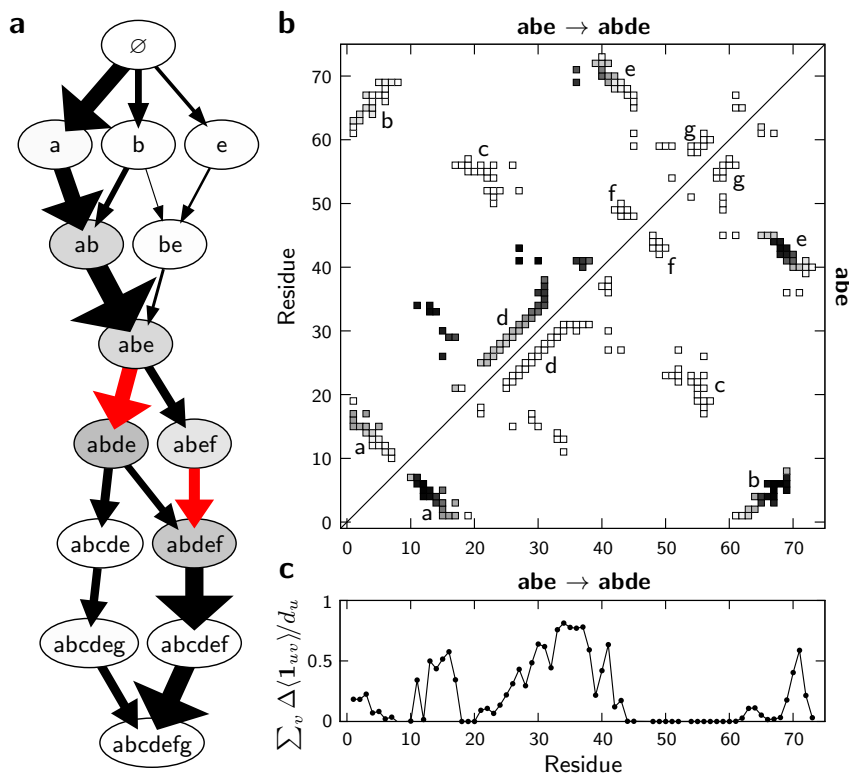 a
∅
a b e
ab be
abe
abde abef
abcde abdef
abcdeg abcdef
abcdefg
b
abe → abde
Residue
abe
70
60
50
40
30
20
10
0
0 10 20 30 40 50 60 70
b
c
e
g
f
d
a
g
e
f
d
c
b
a
c
abe → abde
∑ᵥ Δ⟨1ᵤᵥ⟩/dᵤ
1
0.5
0
0 10 20 30 40 50 60 70
Residue